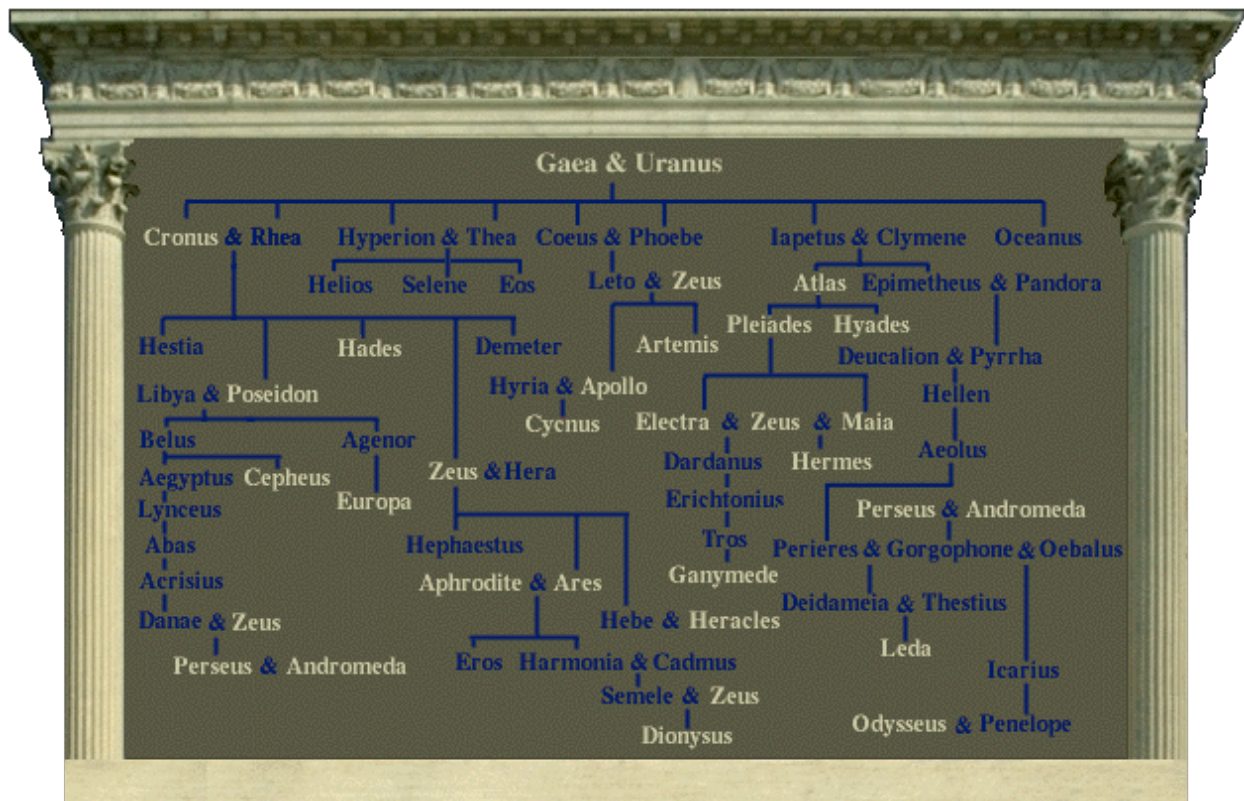 Gaea & Uranus
Cronus & Rhea Hyperion & Thea Coeus & Phoebe Iapetus & Clymene Oceanus
Helios Selene Eos Leto & Zeus Atlas Epimetheus & Pandora
Hestia Hades Demeter Artemis Pleiades Hyades
Deucalion & Pyrrha
Libya & Poseidon Hyria & Apollo Hellen
Cycnus Electra & Zeus & Maia
Belus Agenor Aeolus
Aegyptus Cepheus Zeus &Hera Dardanus Hermes
Lynceus Europa Erichtonius Perseus & Andromeda
Abas Hephaestus Tros Perieres & Gorgophone & Oebalus
Acrisius Aphrodite & Ares Ganymede
Danae & Zeus Hebe & Heracles Deidameia & Thestius
Leda
Perseus & Andromeda Eros Harmonia & Cadmus Icarius
Semele & Zeus
Dionysus Odysseus & Penelope